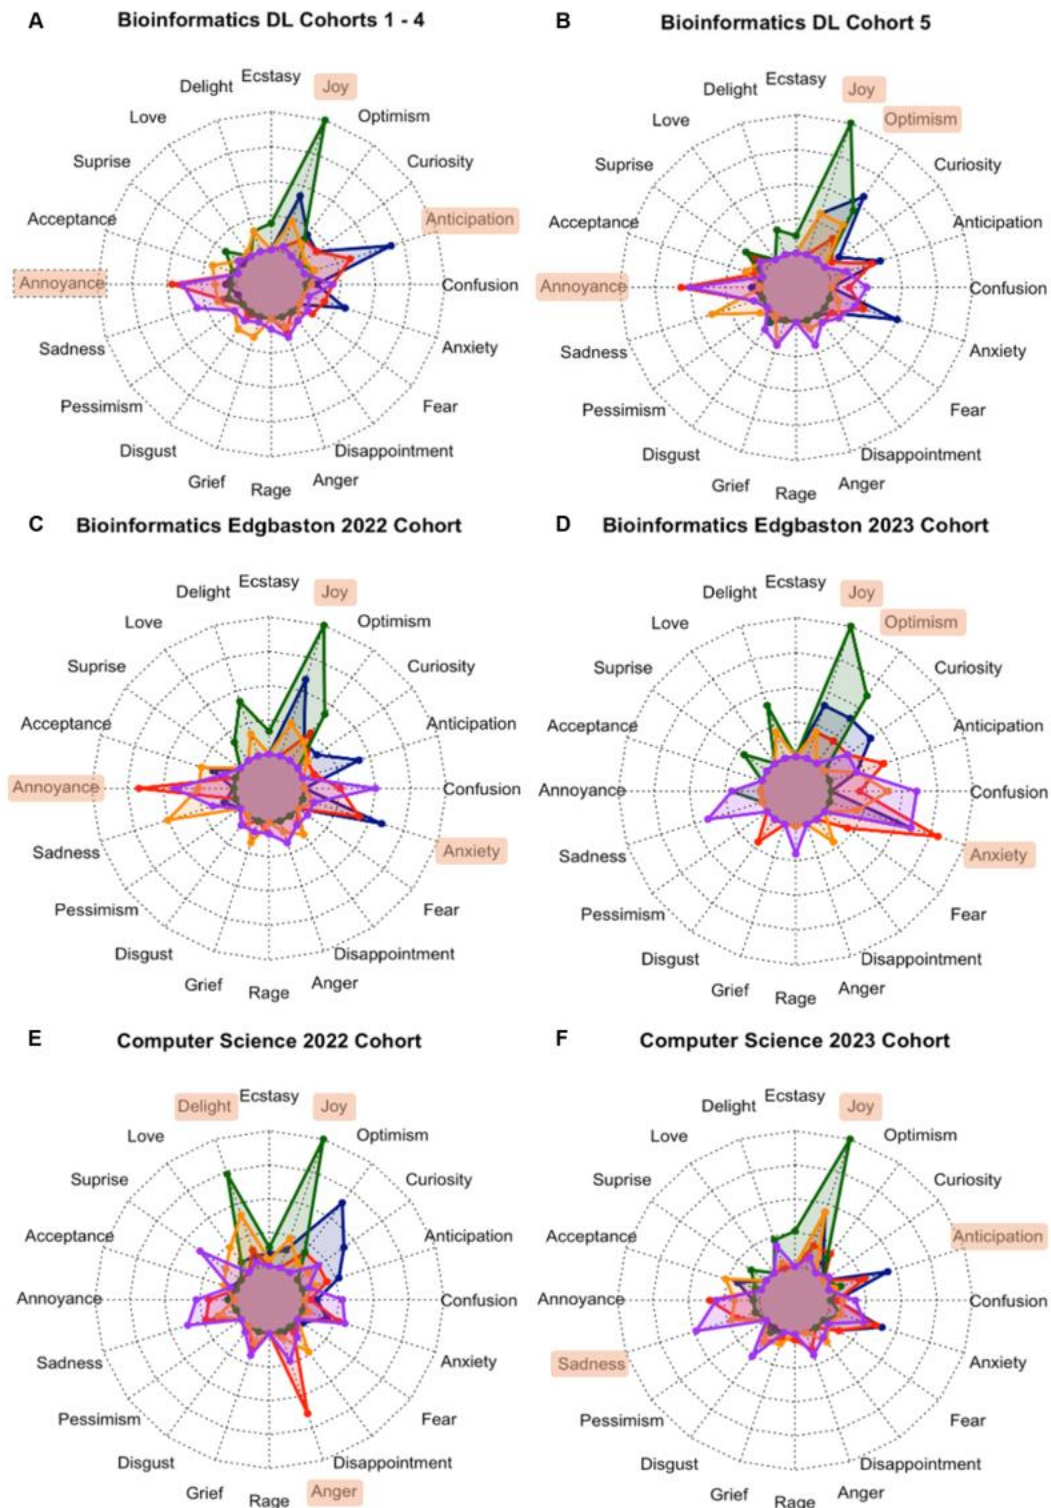 A Bioinformatics DL Cohorts 1 - 4
Ecstasy
Delight
Joy
Love
Optimism
Suprise
Curiosity
Acceptance
Anticipation
Annoyance
Confusion
Sadness
Anxiety
Pessimism
Fear
Disgust
Disappointment
Grief
Anger
Rage
B Bioinformatics DL Cohort 5
Ecstasy
Delight
Joy
Love
Optimism
Suprise
Curiosity
Acceptance
Anticipation
Annoyance
Confusion
Sadness
Anxiety
Pessimism
Fear
Disgust
Disappointment
Grief
Anger
Rage
C Bioinformatics Edgbaston 2022 Cohort
Ecstasy
Delight
Joy
Love
Optimism
Suprise
Curiosity
Acceptance
Anticipation
Annoyance
Confusion
Sadness
Anxiety
Pessimism
Fear
Disgust
Disappointment
Grief
Anger
Rage
D Bioinformatics Edgbaston 2023 Cohort
Ecstasy
Delight
Joy
Love
Optimism
Suprise
Curiosity
Acceptance
Anticipation
Annoyance
Confusion
Sadness
Anxiety
Pessimism
Fear
Disgust
Disappointment
Grief
Anger
Rage
E Computer Science 2022 Cohort
Ecstasy
Delight
Joy
Love
Optimism
Suprise
Curiosity
Acceptance
Anticipation
Annoyance
Confusion
Sadness
Anxiety
Pessimism
Fear
Disgust
Disappointment
Grief
Anger
Rage
F Computer Science 2023 Cohort
Ecstasy
Delight
Joy
Love
Optimism
Suprise
Curiosity
Acceptance
Anticipation
Annoyance
Confusion
Sadness
Anxiety
Pessimism
Fear
Disgust
Disappointment
Grief
Anger
Rage